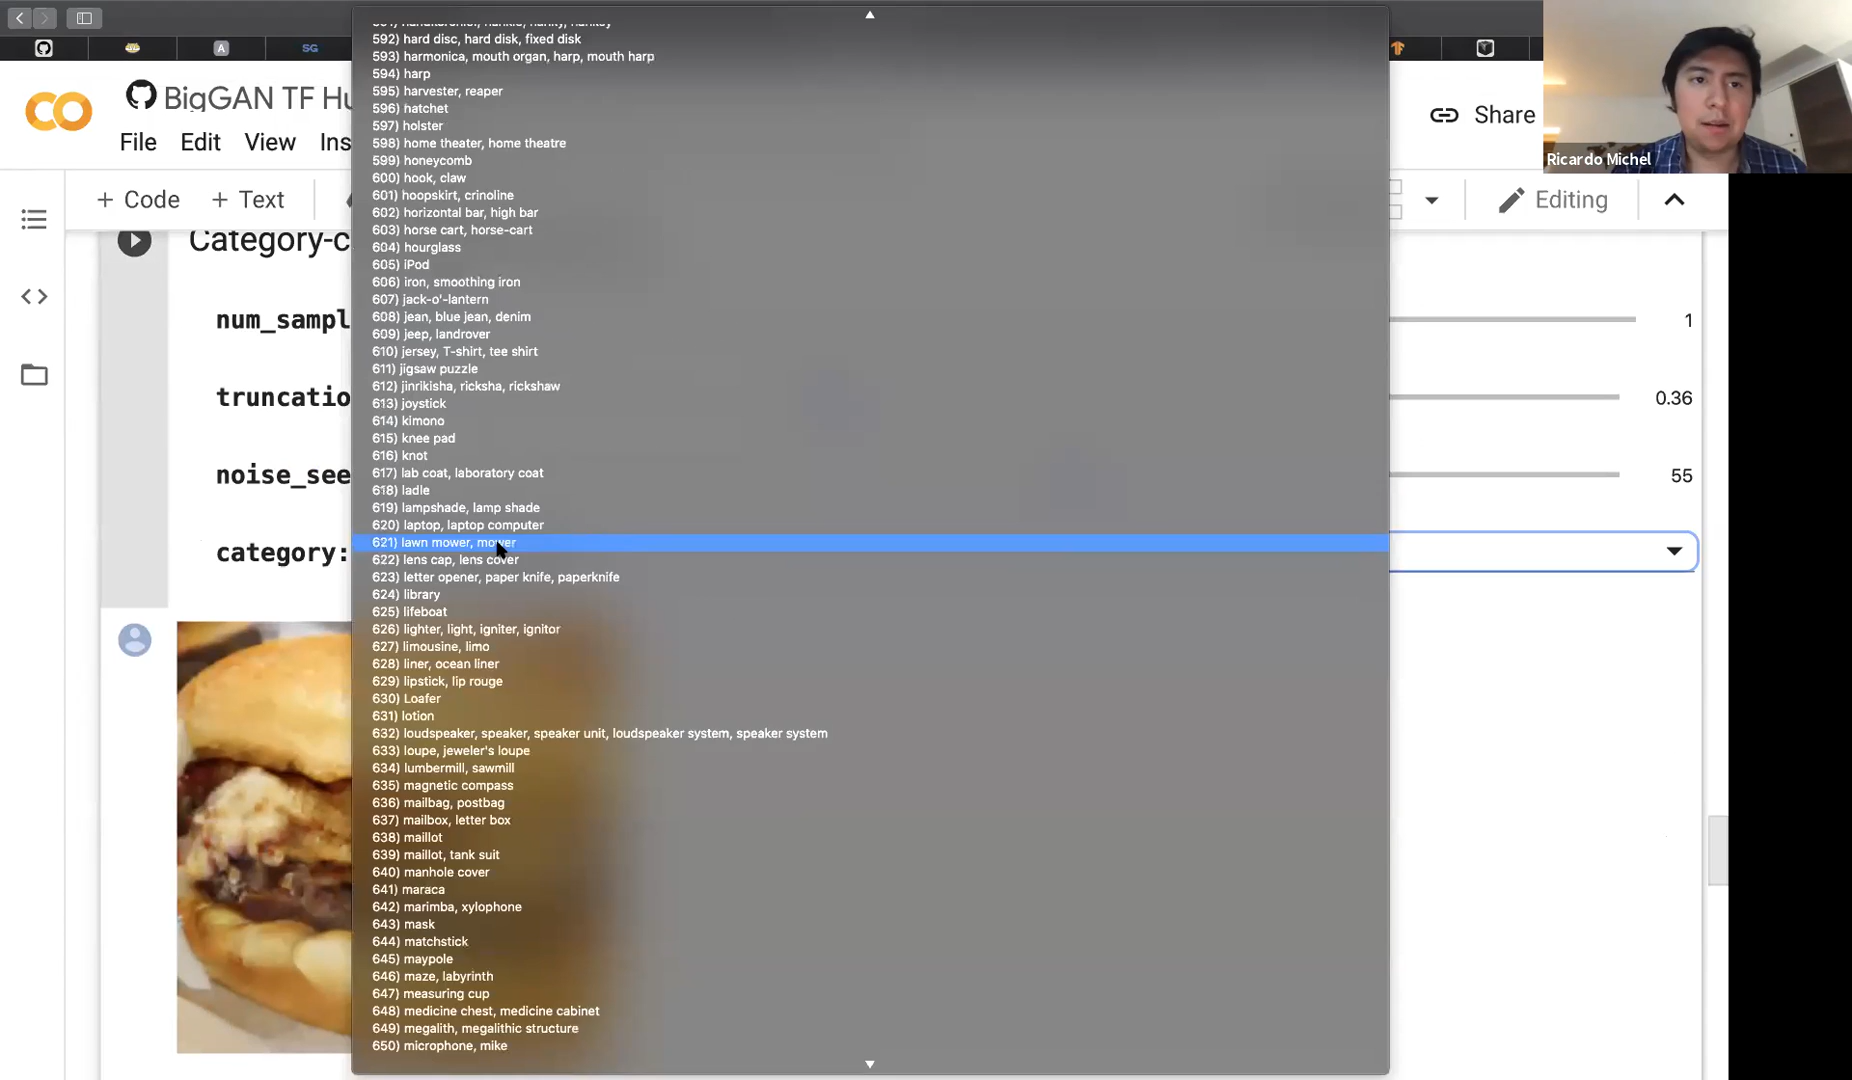 A
SG
BigGAN TF Hu
File Edit View Ins
Share
Ricardo Michel
+ Code + Text
Editing
Category-c
num_sampl
1
truncatio
0.36
noise_see
55
category:
592) hard disc, hard disk, fixed disk
593) harmonica, mouth organ, harp, mouth harp
594) harp
595) harvester, reaper
596) hatchet
597) holster
598) home theater, home theatre
599) honeycomb
600) hook, claw
601) hoopskirt, crinoline
602) horizontal bar, high bar
603) horse cart, horse-cart
604) hourglass
605) iPod
606) iron, smoothing iron
607) jack-o'-lantern
608) jean, blue jean, denim
609) jeep, landrover
610) jersey, T-shirt, tee shirt
611) jigsaw puzzle
612) jinrikisha, ricksha, rickshaw
613) joystick
614) kimono
615) knee pad
616) knot
617) lab coat, laboratory coat
618) ladle
619) lampshade, lamp shade
620) laptop, laptop computer
621) lawn mower, mower
622) lens cap, lens cover
623) letter opener, paper knife, paperknife
624) library
625) lifeboat
626) lighter, light, igniter, ignitor
627) limousine, limo
628) liner, ocean liner
629) lipstick, lip rouge
630) Loafer
631) lotion
632) loudspeaker, speaker, speaker unit, loudspeaker system, speaker system
633) loupe, jeweler's loupe
634) lumbermill, sawmill
635) magnetic compass
636) mailbag, postbag
637) mailbox, letter box
638) maillot
639) maillot, tank suit
640) manhole cover
641) maraca
642) marimba, xylophone
643) mask
644) matchstick
645) maypole
646) maze, labyrinth
647) measuring cup
648) medicine chest, medicine cabinet
649) megalith, megalithic structure
650) microphone, mike